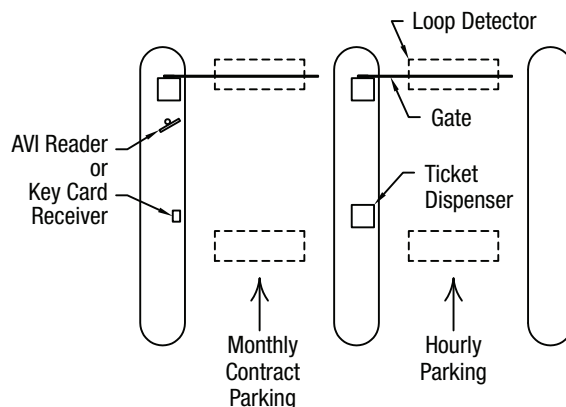 Loop Detector
Gate
AVI Reader
or
Key Card
Receiver
Ticket
Dispenser
Monthly
Contract
Parking
Hourly
Parking